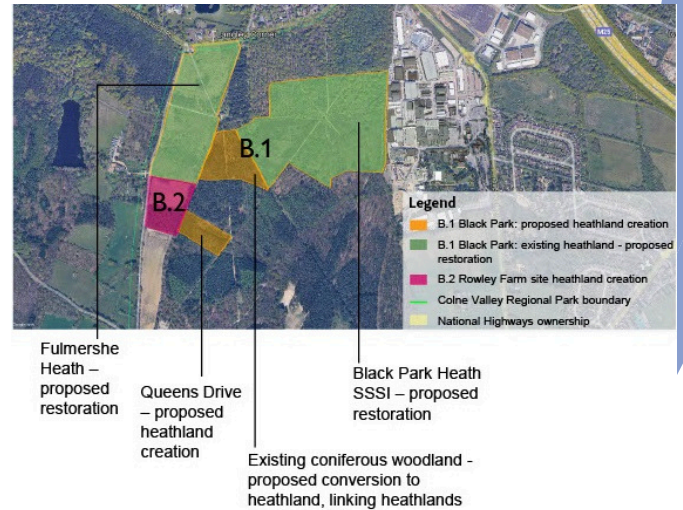 M25
B.1
B.2
Legend
B.1 Black Park: proposed heathland creation
B.1 Black Park: existing heathland - proposed
restoration
B.2 Rowley Farm site heathland creation
Colne Valley Regional Park boundary
National Highways ownership
Fulmershe
Heath –
proposed
restoration
Queens Drive
– proposed
heathland
creation
Existing coniferous woodland -
proposed conversion to
heathland, linking heathlands
Black Park Heath
SSSI – proposed
restoration